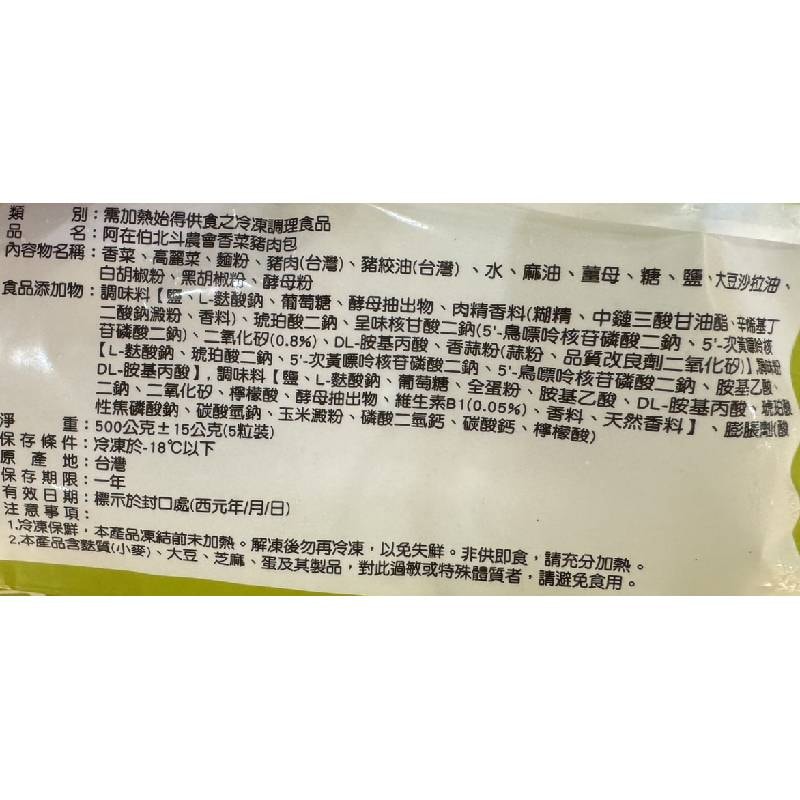 類　　別：需加熱始得供食之冷凍調理食品
品　　名：阿在伯北斗農會香菜豬肉包
內容物名稱：香菜、高麗菜、麵粉、豬肉(台灣)、豬絞油(台灣)、水、麻油、薑母、糖、鹽、大豆沙拉油、
白胡椒粉、黑胡椒粉、酵母粉
食品添加物：調味料【鹽、L-麩酸鈉、葡萄糖、酵母抽出物、肉精香料(糊精、中鏈三酸甘油酯、辛烯基丁
二酸鈉澱粉、香料)、琥珀酸二鈉、呈味核甘酸二鈉(5'-鳥嘌呤核苷磷酸二鈉、5'-次黃嘌呤核
苷磷酸二鈉)、二氧化矽(0.8%)、DL-胺基丙酸、香蒜粉(蒜粉、品質改良劑二氧化矽)】,
【L-麩酸鈉、琥珀酸二鈉、5'-次黃嘌呤核苷磷酸二鈉、5'-鳥嘌呤核苷磷酸二鈉、胺基乙酸、
DL-胺基丙酸】,調味料【鹽、L-麩酸鈉、葡萄糖、全蛋粉、胺基乙酸、DL-胺基丙酸、琥珀酸
二鈉、二氧化矽、檸檬酸、酵母抽出物、維生素B1(0.05%)、香料、天然香料】、膨脹劑(酸
性焦磷酸鈉、碳酸氫鈉、玉米澱粉、磷酸二氫鈣、碳酸鈣、檸檬酸)
淨　　重：500公克±15公克(5粒裝)
保存條件：冷凍於-18℃以下
原 產 地：台灣
保存期限：一年
有效日期：標示於封口處(西元年/月/日)
注意事項：
1.冷凍保鮮，本產品凍結前未加熱。解凍後勿再冷凍，以免失鮮。非供即食，請充分加熱。
2.本產品含麩質(小麥)、大豆、芝麻、蛋及其製品，對此過敏或特殊體質者，請避免食用。